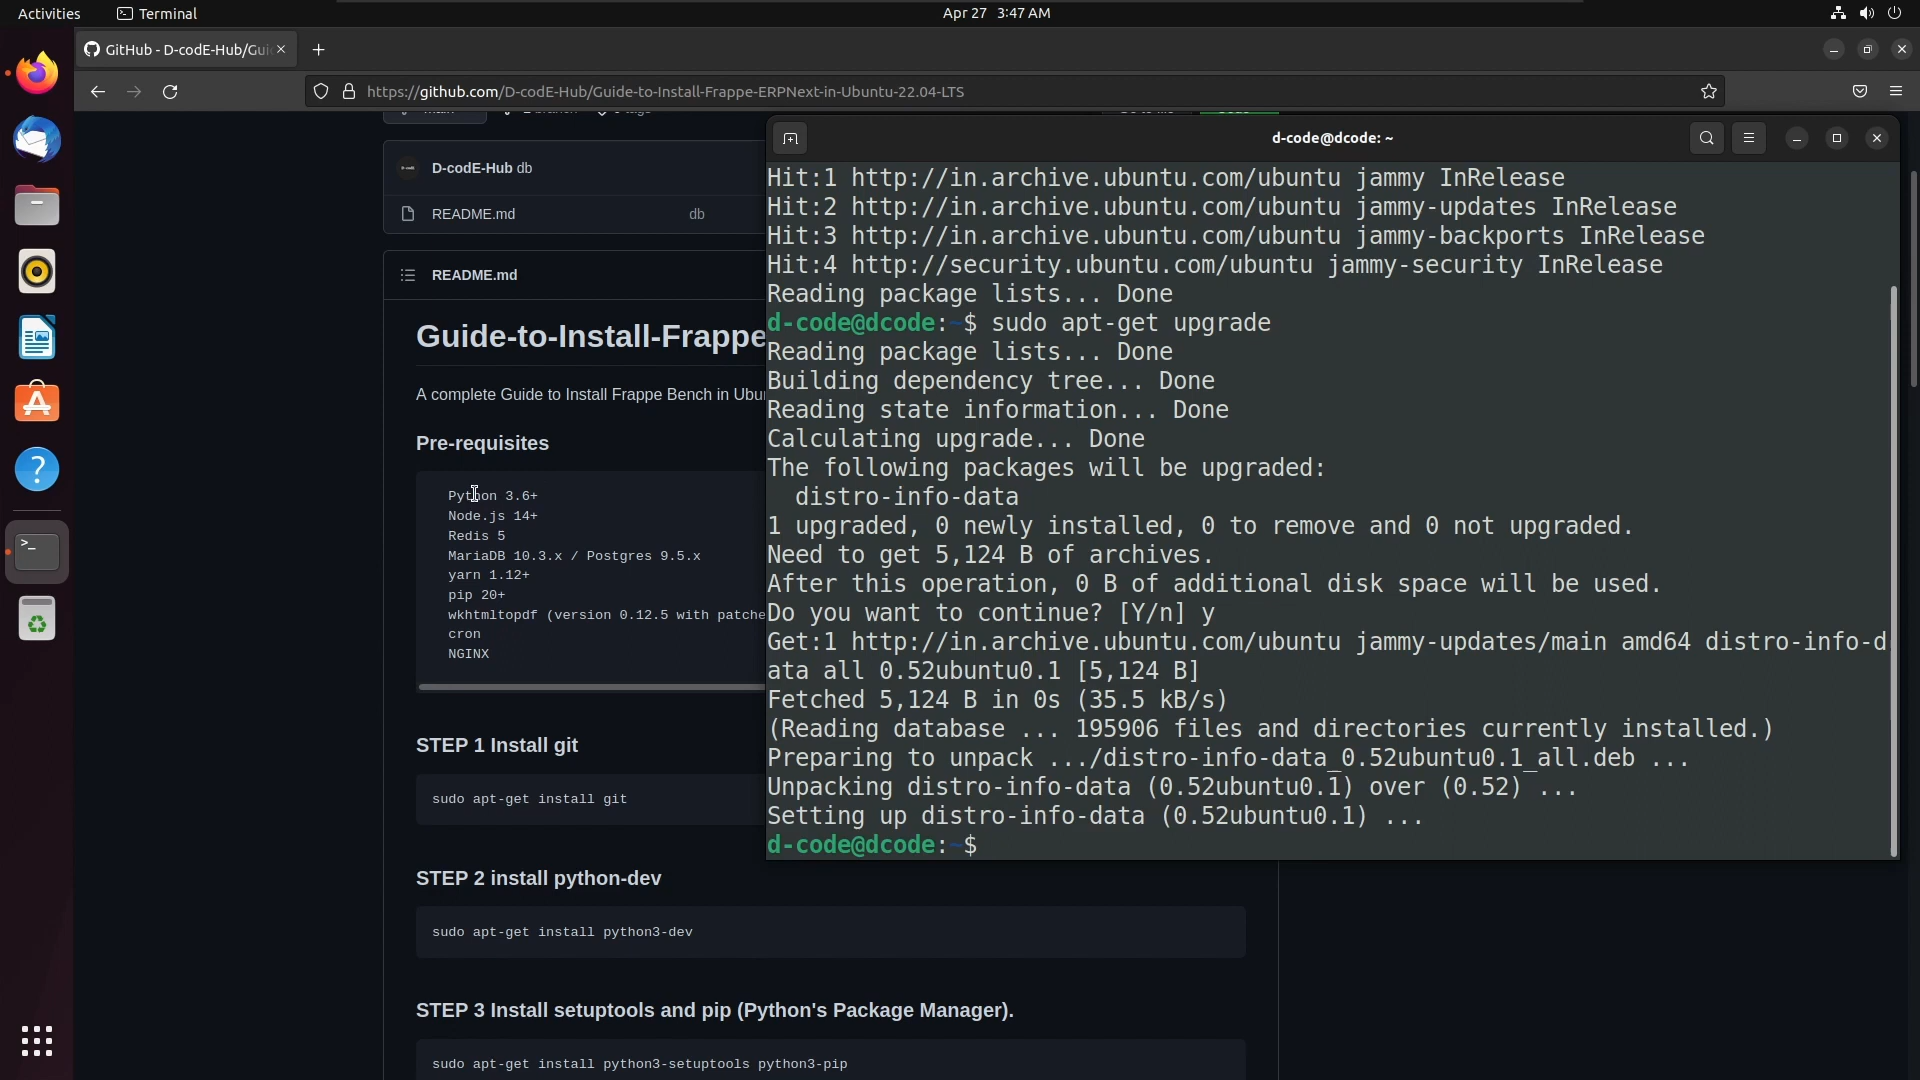 Activities
Terminal
Apr 27 3:47 AM
GitHub - D-codE-Hub/Gui
https://github.com/D-codE-Hub/Guide-to-Install-Frappe-ERPNext-in-Ubuntu-22.04-LTS
D-codE-Hub db
README.md db
README.md
Guide-to-Install-Frappe
A complete Guide to Install Frappe Bench in Ubu
Pre-requisites
Python 3.6+
Node.js 14+
Redis 5
MariaDB 10.3.x / Postgres 9.5.x
yarn 1.12+
pip 20+
wkhtmltopdf (version 0.12.5 with patche
cron
NGINX
STEP 1 Install git
sudo apt-get install git
STEP 2 install python-dev
sudo apt-get install python3-dev
STEP 3 Install setuptools and pip (Python's Package Manager).
sudo apt-get install python3-setuptools python3-pip
d-code@dcode: ~
Hit:1 http://in.archive.ubuntu.com/ubuntu jammy InRelease
Hit:2 http://in.archive.ubuntu.com/ubuntu jammy-updates InRelease
Hit:3 http://in.archive.ubuntu.com/ubuntu jammy-backports InRelease
Hit:4 http://security.ubuntu.com/ubuntu jammy-security InRelease
Reading package lists... Done
d-code@dcode:~$ sudo apt-get upgrade
Reading package lists... Done
Building dependency tree... Done
Reading state information... Done
Calculating upgrade... Done
The following packages will be upgraded:
  distro-info-data
1 upgraded, 0 newly installed, 0 to remove and 0 not upgraded.
Need to get 5,124 B of archives.
After this operation, 0 B of additional disk space will be used.
Do you want to continue? [Y/n] y
Get:1 http://in.archive.ubuntu.com/ubuntu jammy-updates/main amd64 distro-info-d
ata all 0.52ubuntu0.1 [5,124 B]
Fetched 5,124 B in 0s (35.5 kB/s)
(Reading database ... 195906 files and directories currently installed.)
Preparing to unpack .../distro-info-data_0.52ubuntu0.1_all.deb ...
Unpacking distro-info-data (0.52ubuntu0.1) over (0.52) ...
Setting up distro-info-data (0.52ubuntu0.1) ...
d-code@dcode:~$